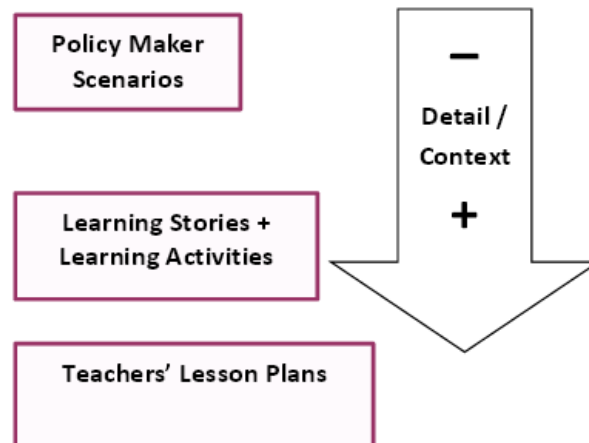 Policy Maker
Scenarios
–
Detail /
Context
+
Learning Stories +
Learning Activities
Teachers’ Lesson Plans